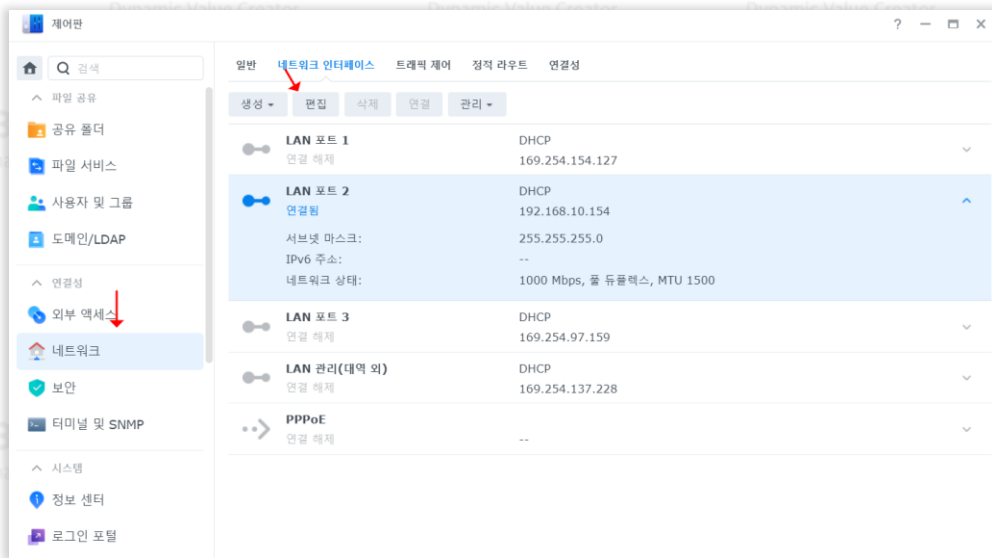 Dynamic Value Creator
Dynamic Value Creator
Dynamic Value Creator
제어판
검색
파일 공유
공유 폴더
파일 서비스
사용자 및 그룹
도메인/LDAP
연결성
외부 액세스
네트워크
보안
터미널 및 SNMP
시스템
정보 센터
로그인 포털
일반 네트워크 인터페이스 트래픽 제어 정적 라우트 연결성
생성 편집 삭제 연결 관리
LAN 포트 1 DHCP
연결 해제 169.254.154.127
LAN 포트 2 DHCP
연결됨 192.168.10.154
서브넷 마스크: 255.255.255.0
IPv6 주소: --
네트워크 상태: 1000 Mbps, 풀 듀플렉스, MTU 1500
LAN 포트 3 DHCP
연결 해제 169.254.97.159
LAN 관리(대역 외) DHCP
연결 해제 169.254.137.228
PPPoE
연결 해제 --